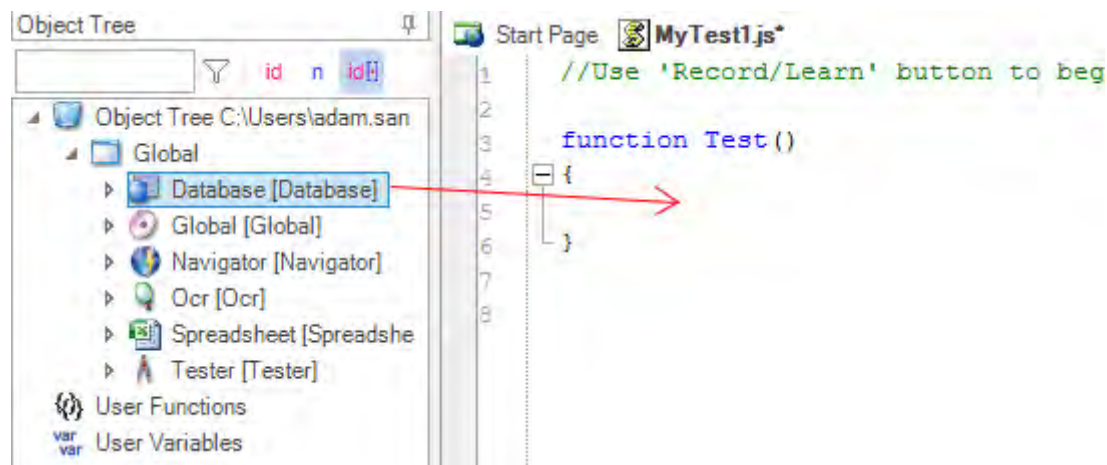 Object Tree
id n id[-]
Object Tree C:\Users\adam.san
Global
Database [Database]
Global [Global]
Navigator [Navigator]
Ocr [Ocr]
Spreadsheet [Spreadshe
Tester [Tester]
{()} User Functions
var var User Variables
Start Page MyTest1.js*
1 //Use 'Record/Learn' button to beg
2
3 function Test()
4 {
5
6 }
7
8